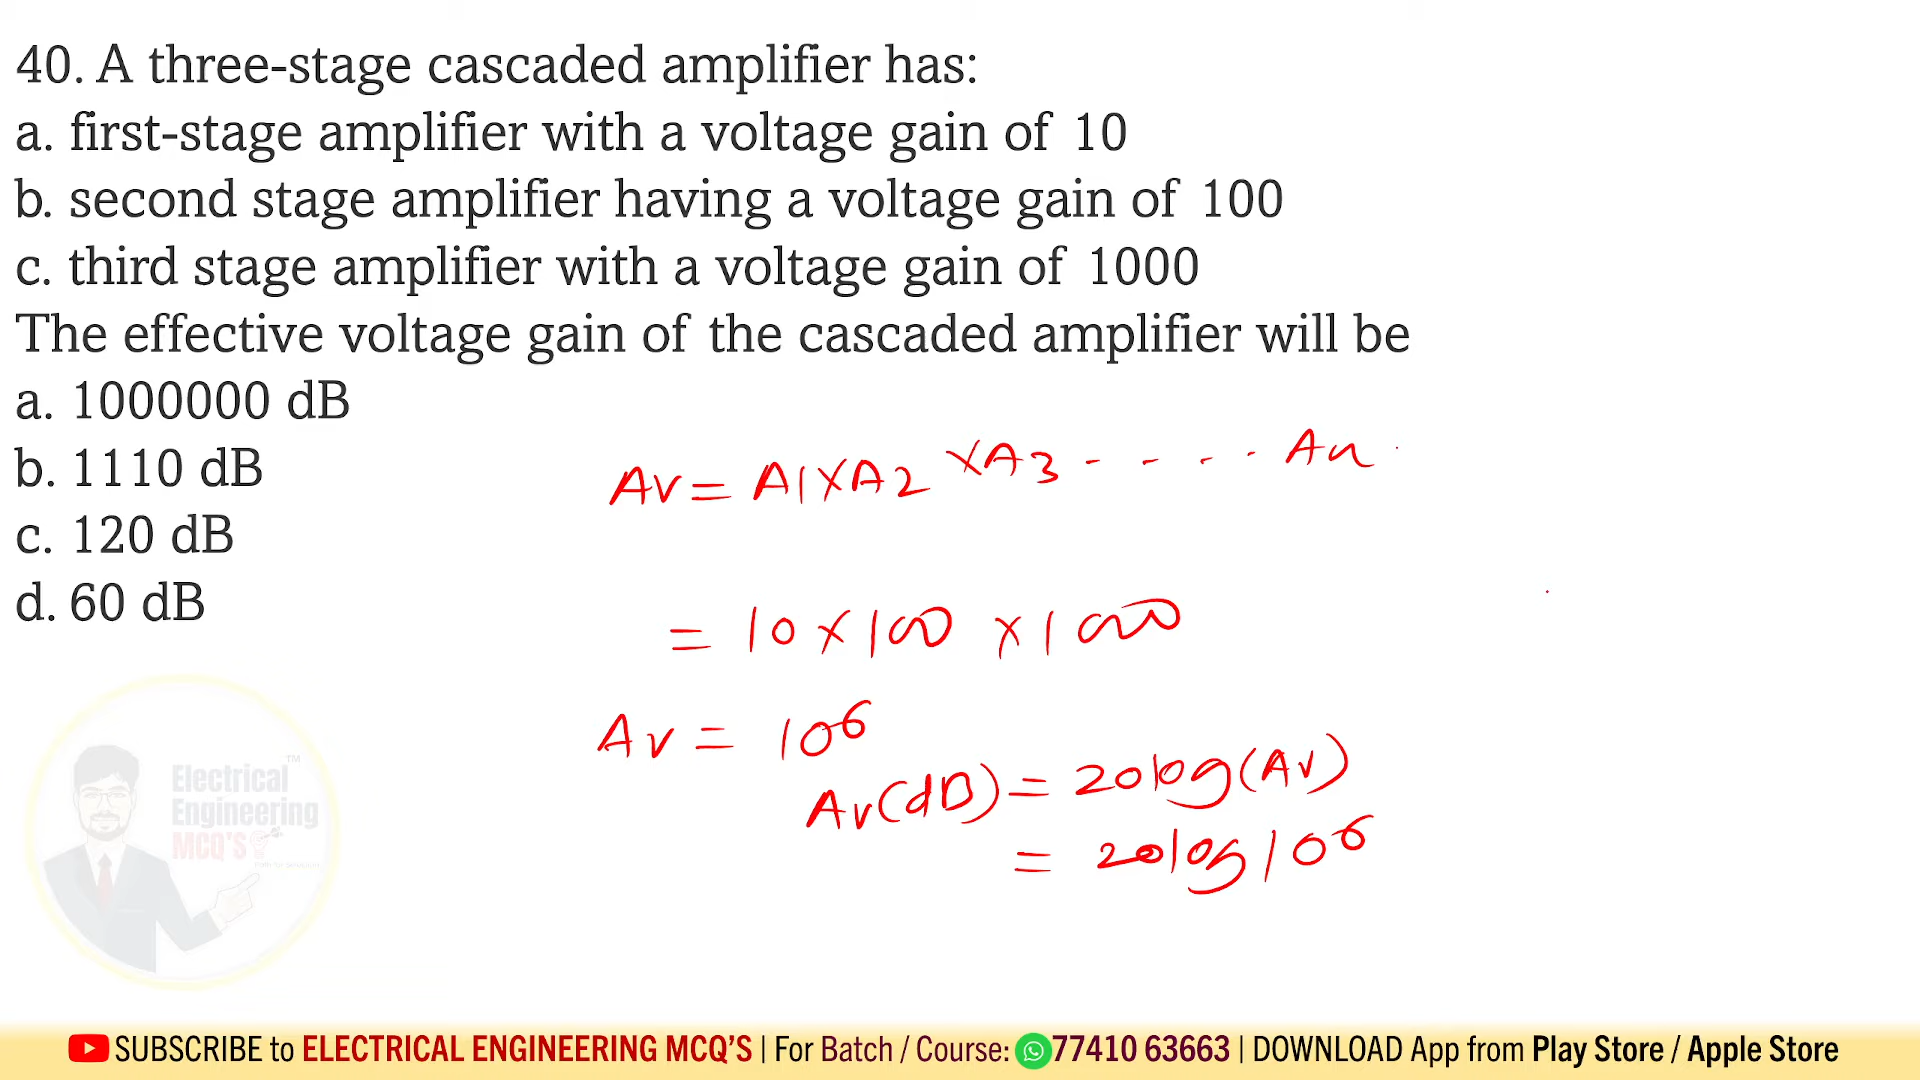 40. A three-stage cascaded amplifier has:
a. first-stage amplifier with a voltage gain of 10
b. second stage amplifier having a voltage gain of 100
c. third stage amplifier with a voltage gain of 1000
The effective voltage gain of the cascaded amplifier will be
a. 1000000 dB
b. 1110 dB
c. 120 dB
d. 60 dB
Av = A1 x A2 x A3 - - - - - An
= 10 x 100 x 1000
Av = 10⁶
Av(dB) = 20log(Av)
= 20log10⁶
Electrical
Engineering
MCQ'S
TM
SUBSCRIBE to ELECTRICAL ENGINEERING MCQ'S | For Batch / Course: 77410 63663 | DOWNLOAD App from Play Store / Apple Store